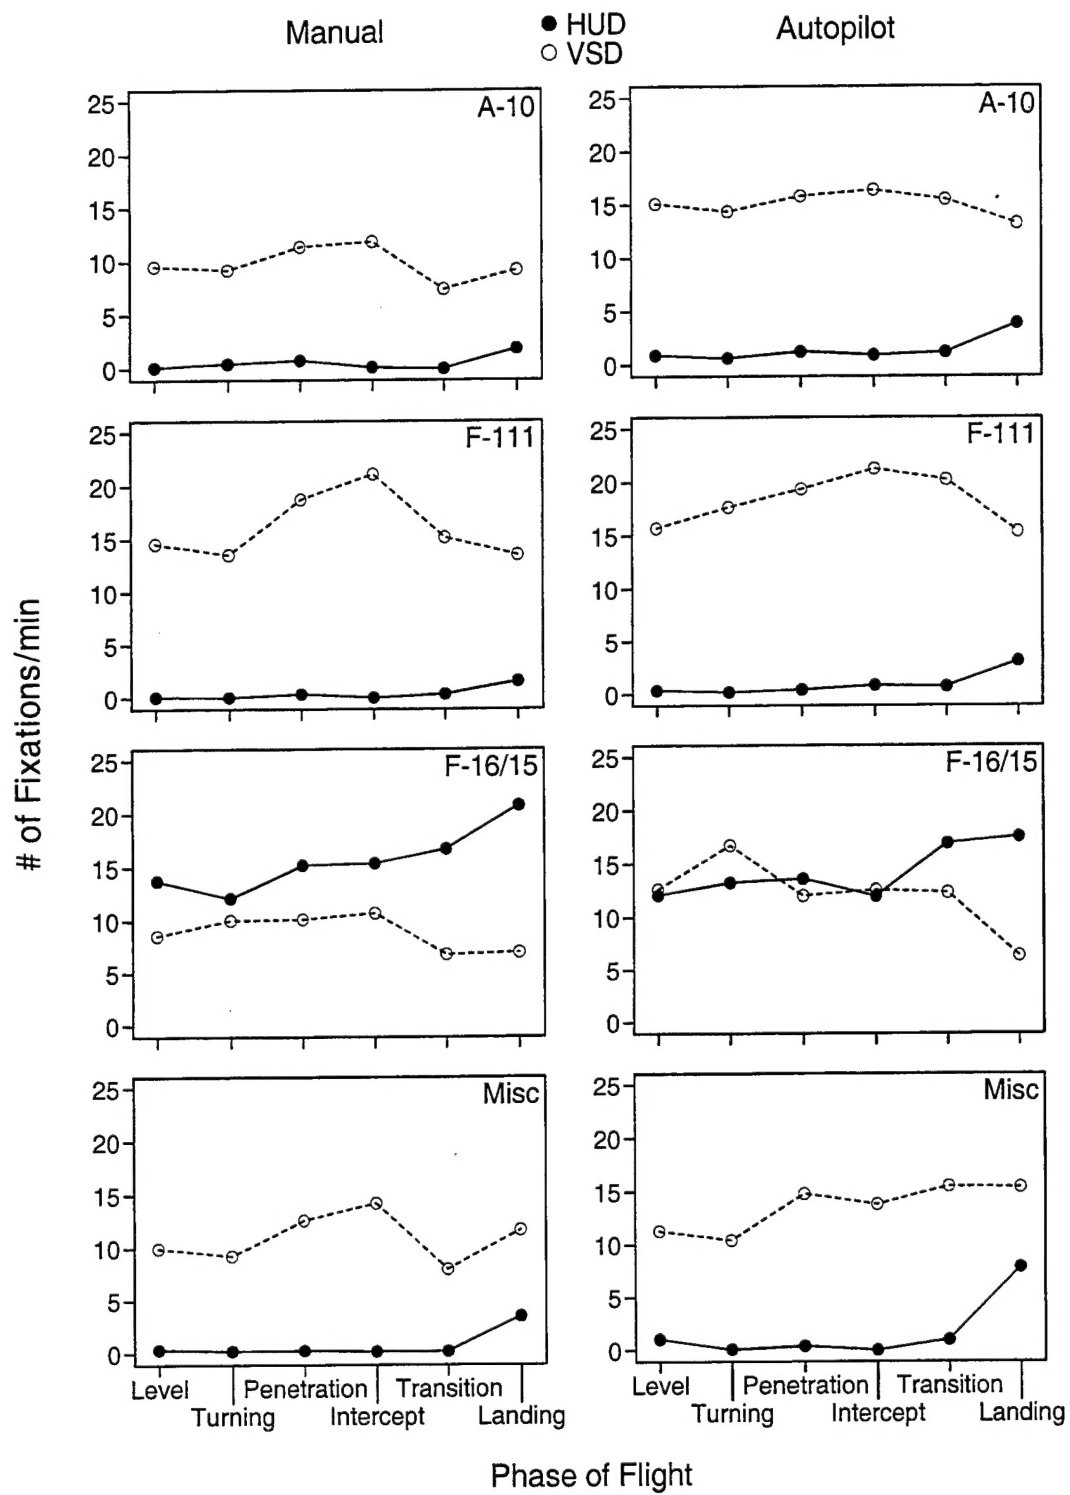 Manual
HUD
VSD
Autopilot
A-10
25
20
15
10
5
0
A-10
25
20
15
10
5
0
F-111
25
20
15
10
5
0
F-111
25
20
15
10
5
0
F-16/15
25
20
15
10
5
0
F-16/15
25
20
15
10
5
0
Misc
25
20
15
10
5
0
Misc
25
20
15
10
5
0
# of Fixations/min
Level Penetration Transition
Turning Intercept Landing
Level Penetration Transition
Turning Intercept Landing
Phase of Flight